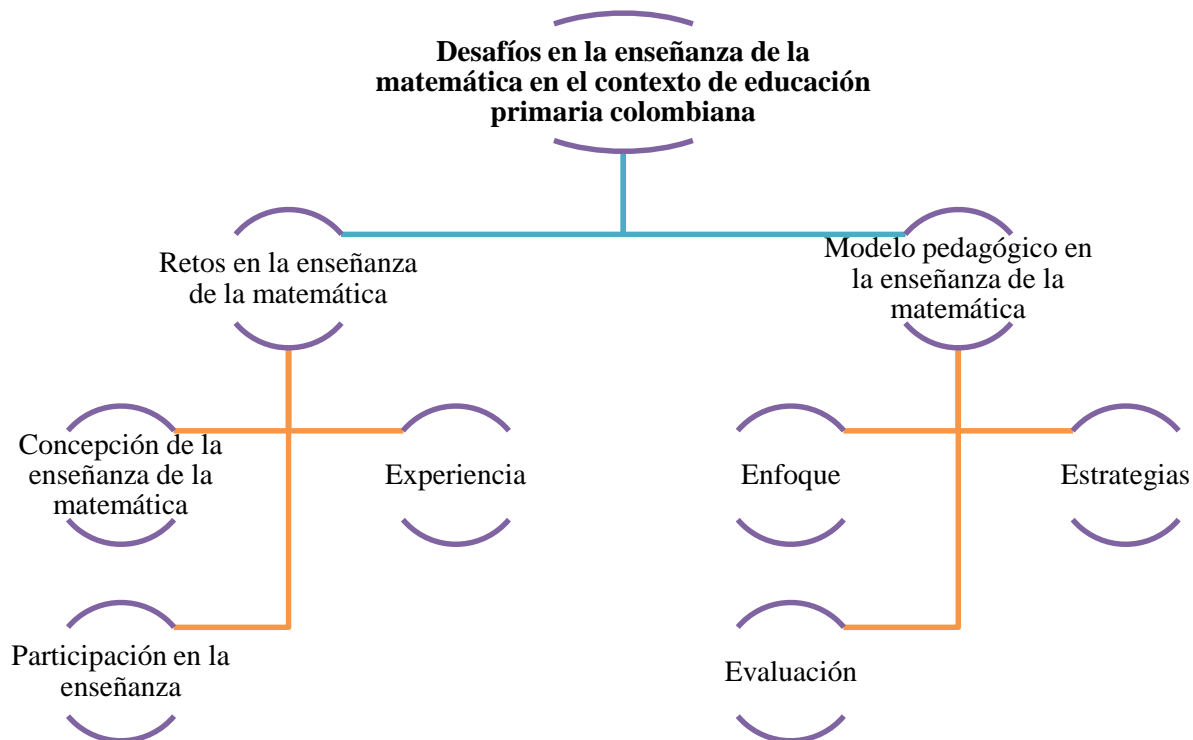 Desafíos en la enseñanza de la
matemática en el contexto de educación
primaria colombiana
Retos en la enseñanza
de la matemática
Modelo pedagógico en
la enseñanza de la
matemática
Concepción de la
enseñanza de la
matemática
Experiencia
Enfoque
Estrategias
Participación en la
enseñanza
Evaluación